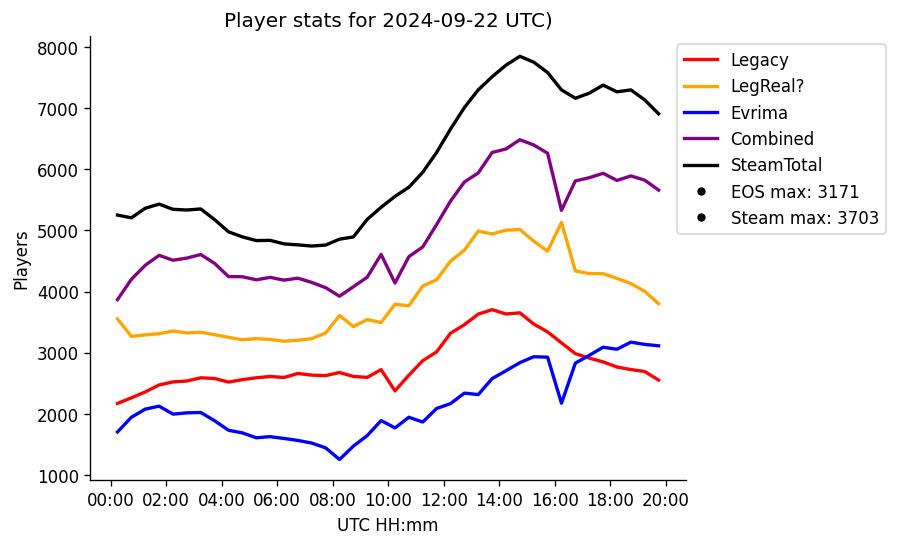 Player stats for 2024-09-22 UTC)
8000
7000
6000
5000
4000
3000
2000
1000
Players
00:00 02:00 04:00 06:00 08:00 10:00 12:00 14:00 16:00 18:00 20:00
UTC HH:mm
Legacy
LegReal?
Evrima
Combined
SteamTotal
EOS max: 3171
Steam max: 3703